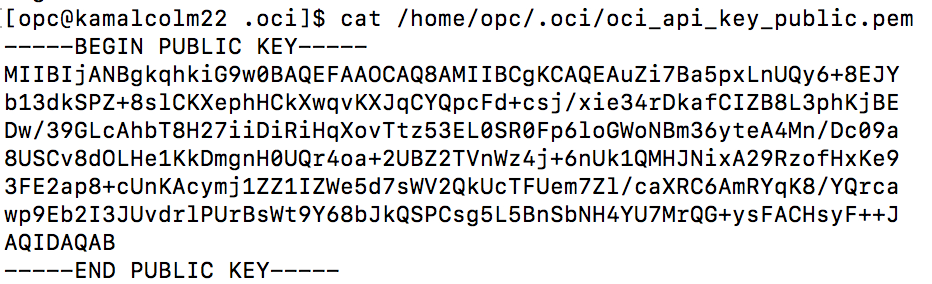 [opc@kamalcolm22 .oci]$ cat /home/opc/.oci/oci_api_key_public.pem
-----BEGIN PUBLIC KEY-----
MIIBIjANBgkqhkiG9w0BAQEFAAOCAQ8AMIIBCgKCAQEAuZi7Ba5pxLnUQy6+8EJY
b13dkSPZ+8slCKXephHCkXwqvKXJqCYQpcFd+csj/xie34rDkafCIZB8L3phKjBE
Dw/39GLcAhbT8H27iiDiRiHqXovTtz53EL0SR0Fp6loGWoNBm36yteA4Mn/Dc09a
8USCv8dOLHe1KkDmgnH0UQr4oa+2UBZ2TVnWz4j+6nUk1QMHJNixA29RzofHxKe9
3FE2ap8+cUnKAcymj1ZZ1IZWe5d7sWV2QkUcTFUem7Zl/caXRC6AmRYqK8/YQrca
wp9Eb2I3JUvdrlPUrBsWt9Y68bJkQSPCsg5L5BnSbNH4YU7MrQG+ysFACHsyF++J
AQIDAQAB
-----END PUBLIC KEY-----